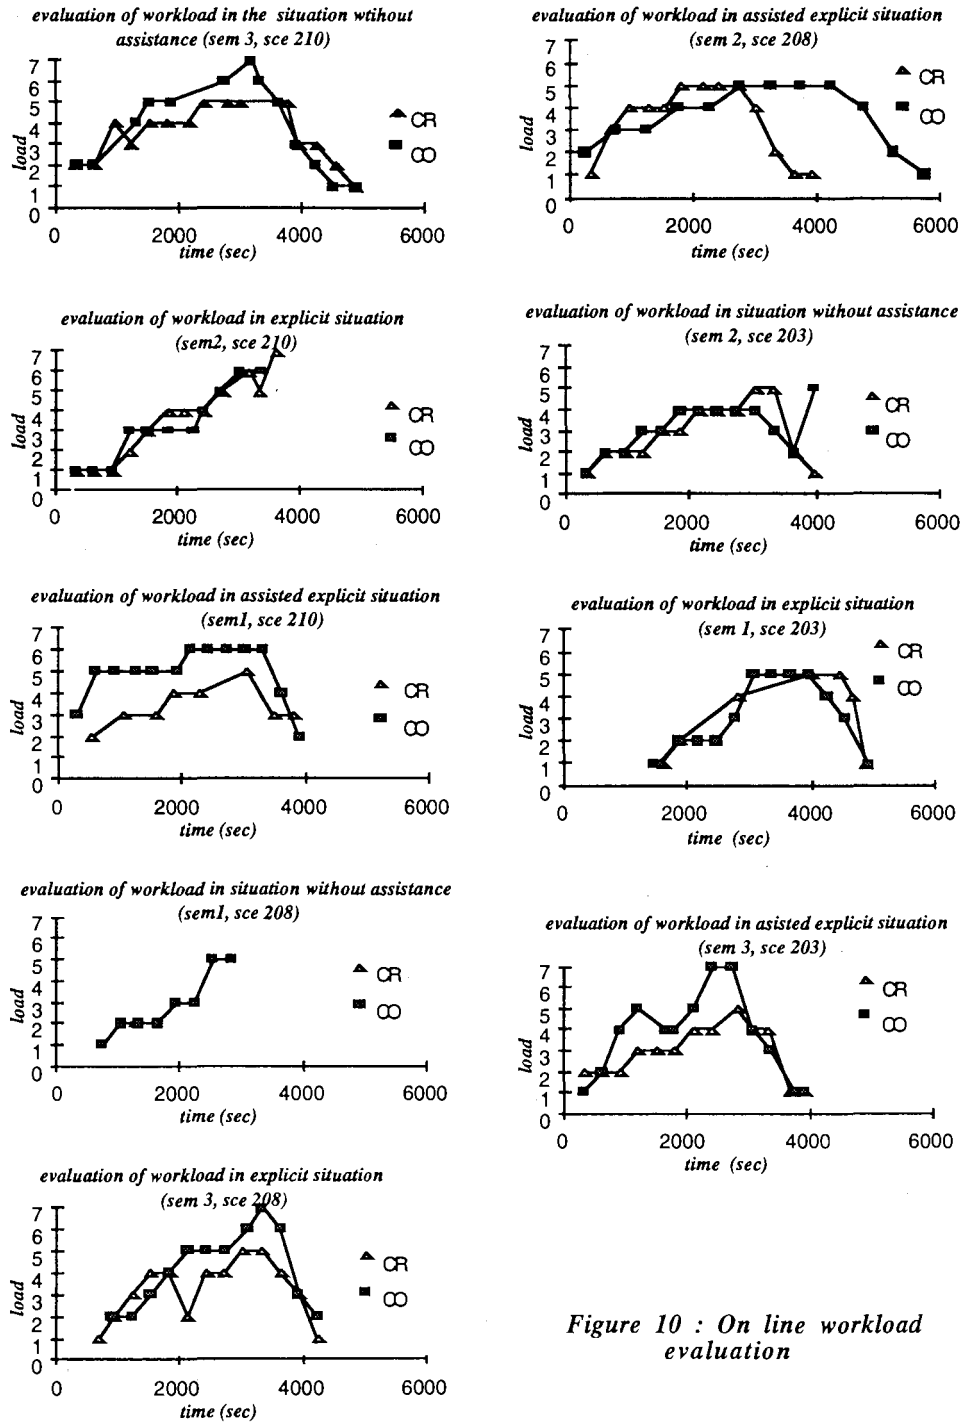 evaluation of workload in the situation wtihout
assistance (sem 3, sce 210)
7
6
5
4
3
2
1
0
load
CR
CO
0 2000 4000 6000
time (sec)
evaluation of workload in explicit situation
(sem2, sce 210)
7
6
5
4
3
2
1
0
load
CR
CO
0 2000 4000 6000
time (sec)
evaluation of workload in assisted explicit situation
(sem1, sce 210)
7
6
5
4
3
2
1
0
load
CR
CO
0 2000 4000 6000
time (sec)
evaluation of workload in situation without assistance
(sem1, sce 208)
7
6
5
4
3
2
1
0
load
CR
CO
0 2000 4000 6000
time (sec)
evaluation of workload in explicit situation
(sem 3, sce 208)
7
6
5
4
3
2
1
0
load
CR
CO
0 2000 4000 6000
time (sec)
evaluation of workload in assisted explicit situation
(sem 2, sce 208)
7
6
5
4
3
2
1
0
load
CR
CO
0 2000 4000 6000
time (sec)
evaluation of workload in situation without assistance
(sem 2, sce 203)
7
6
5
4
3
2
1
0
load
CR
CO
0 2000 4000 6000
time (sec)
evaluation of workload in explicit situation
(sem 1, sce 203)
7
6
5
4
3
2
1
0
load
CR
CO
0 2000 4000 6000
time (sec)
evaluation of workload in asisted explicit situation
(sem 3, sce 203)
7
6
5
4
3
2
1
0
load
CR
CO
0 2000 4000 6000
time (sec)
Figure 10 : On line workload
evaluation